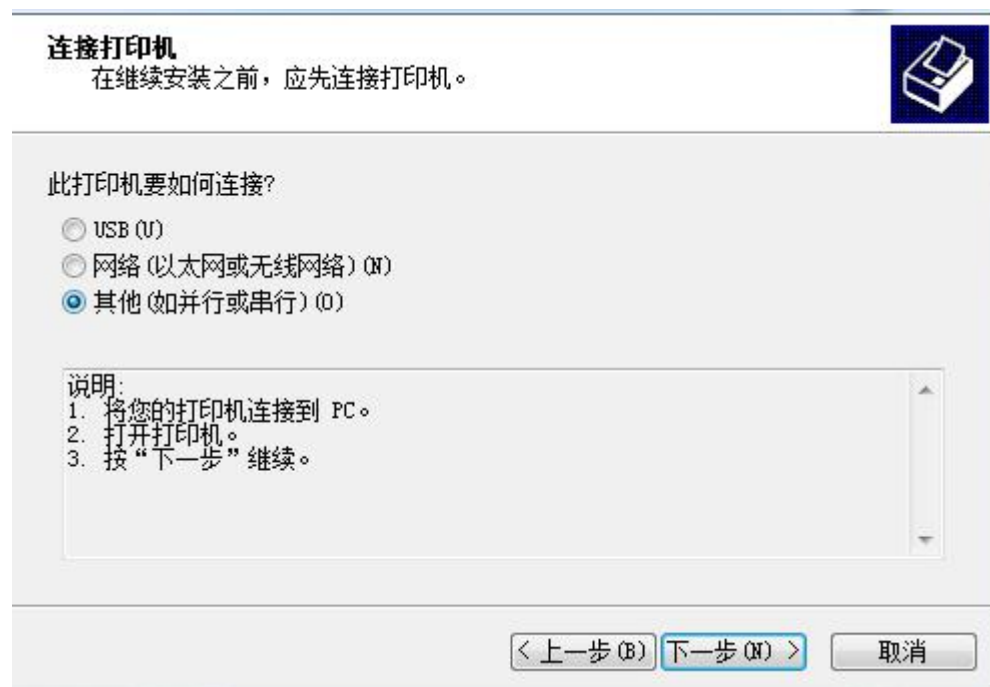 连接打印机
在继续安装之前，应先连接打印机。
此打印机要如何连接?
USB(U)
网络(以太网或无线网络)(N)
其他(如并行或串行)(O)
说明:
1. 将您的打印机连接到 PC。
2. 打开打印机。
3. 按“下一步”继续。
< 上一步(B) 下一步(N) > 取消